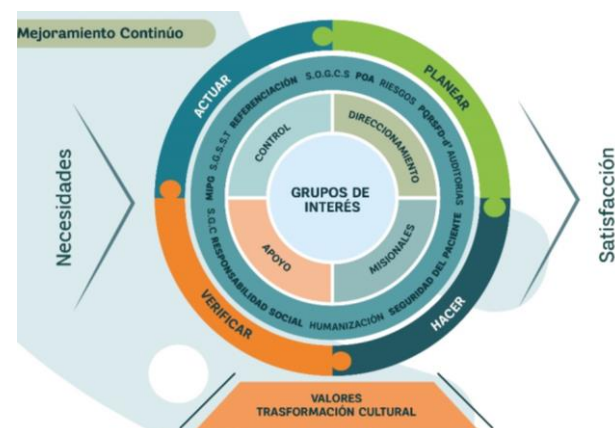 Mejoramiento Continúo
ACTUAR
PLANEAR
HACER
VERIFICAR
S.G.C MIPG S.G.S.S.T REFERENCIACIÓN S.O.G.C.S POA RIESGOS PQRSFD-d' AUDITORIAS
RESPONSABILIDAD SOCIAL HUMANIZACIÓN SEGURIDAD DEL PACIENTE
CONTROL
DIRECCIONAMIENTO
GRUPOS DE
INTERÉS
APOYO
MISIONALES
Necesidades
Satisfacción
VALORES
TRASFORMACIÓN CULTURAL